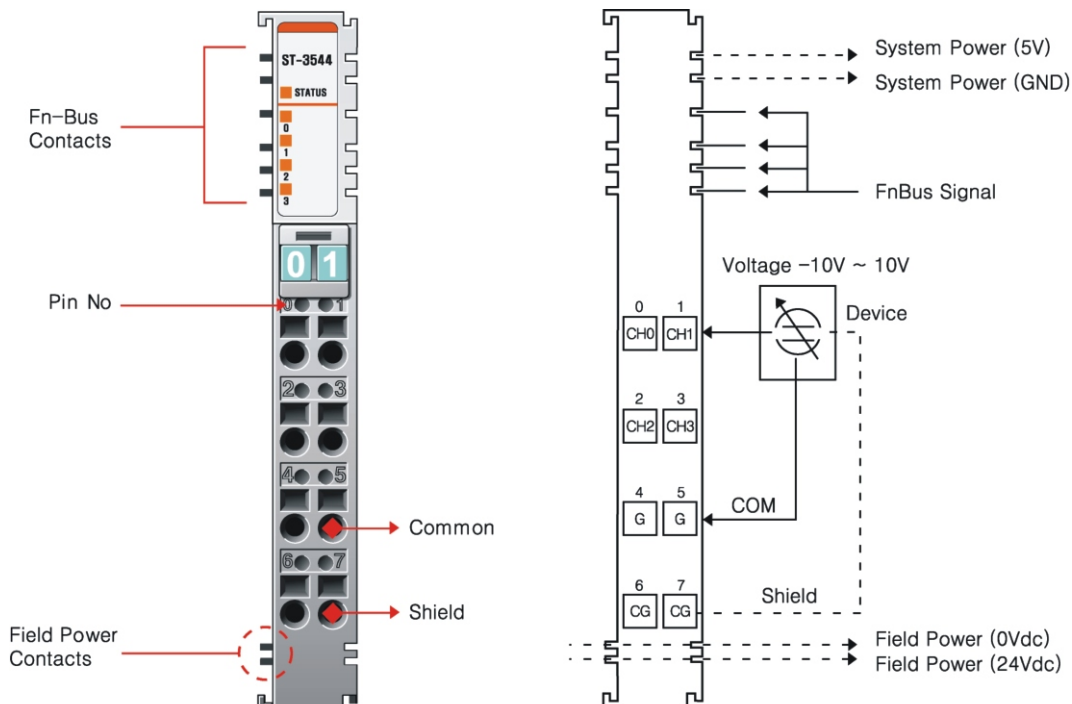 Fn-Bus
Contacts
ST-3544
STATUS
0
1
2
3
01
Pin No
0 1
2 3
4 5
Common
6 7
Shield
Field Power
Contacts
System Power (5V)
System Power (GND)
FnBus Signal
Voltage -10V ~ 10V
Device
0 1
CH0 CH1
2 3
CH2 CH3
4 5
G G
COM
6 7
CG CG
Shield
Field Power (0Vdc)
Field Power (24Vdc)